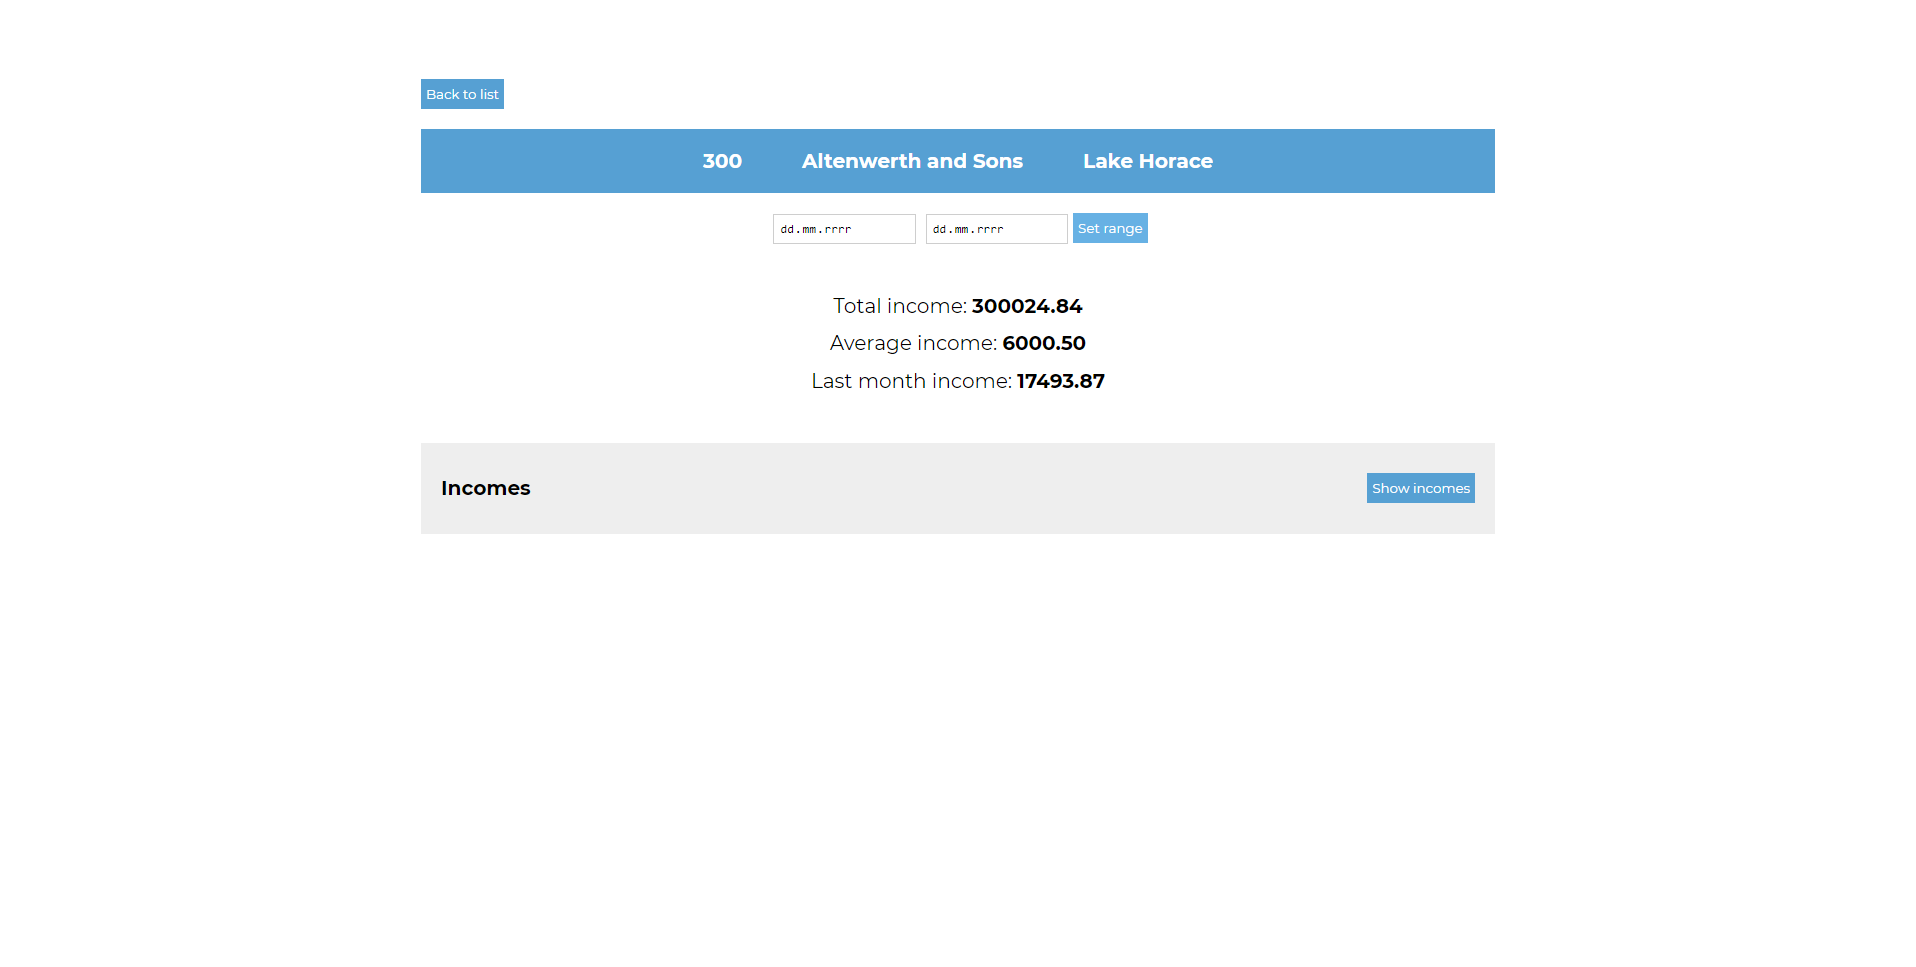 Back to list
300 Altenwerth and Sons Lake Horace
dd.mm.rrrr dd.mm.rrrr Set range
Total income: 300024.84
Average income: 6000.50
Last month income: 17493.87
Incomes Show incomes